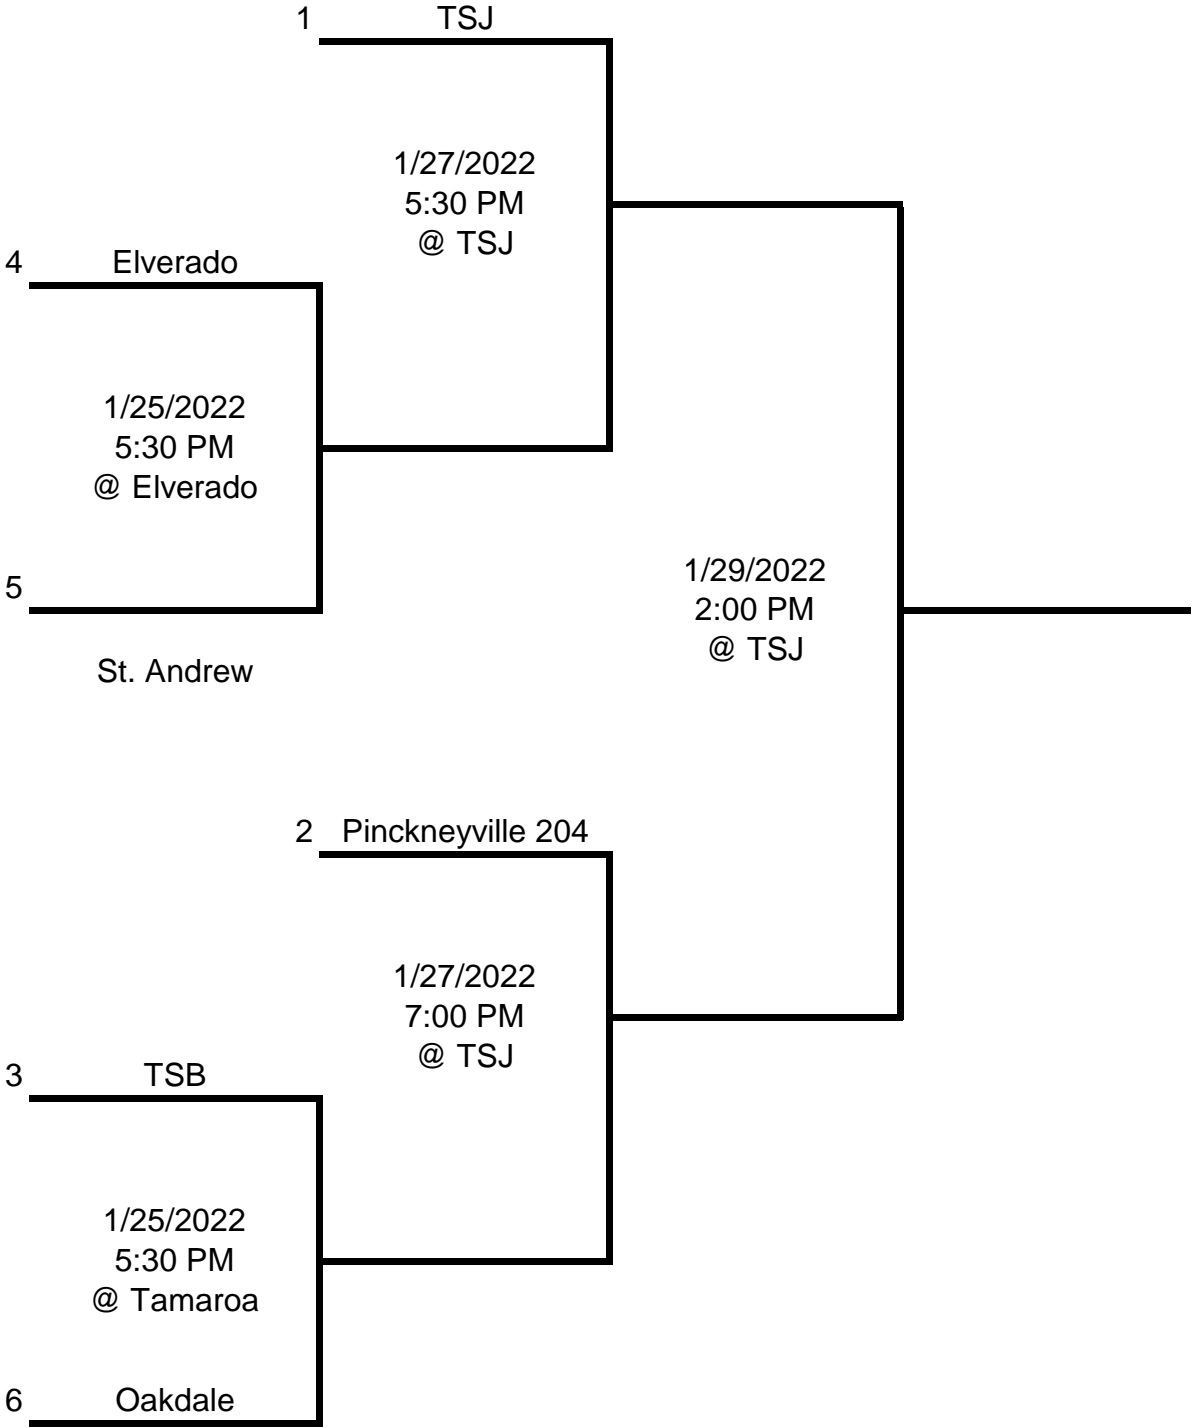 1 TSJ
1/27/2022
5:30 PM
@ TSJ
4 Elverado
1/25/2022
5:30 PM
@ Elverado
5
St. Andrew
1/29/2022
2:00 PM
@ TSJ
2 Pinckneyville 204
1/27/2022
7:00 PM
@ TSJ
3 TSB
1/25/2022
5:30 PM
@ Tamaroa
6 Oakdale